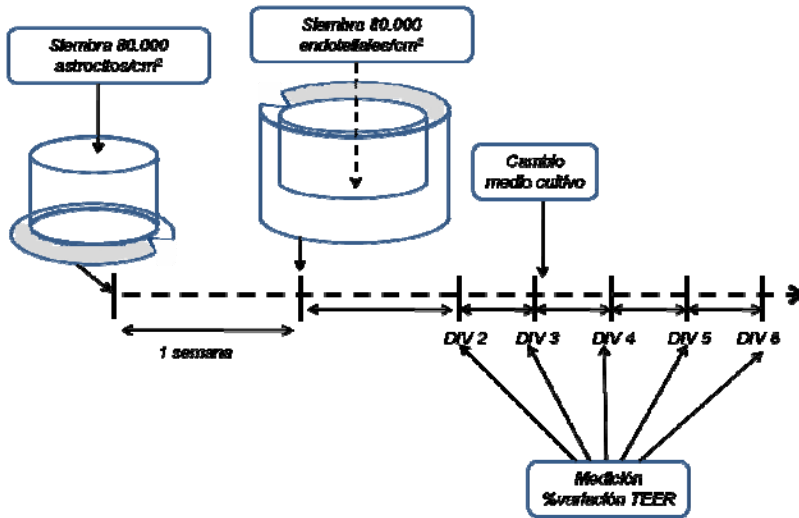 Siembra 80.000
astrocitos/cm²
Siembra 80.000
endoteliales/cm²
Cambio
medio cultivo
1 semana
DIV 2
DIV 3
DIV 4
DIV 5
DIV 6
Medición
%variación TEER